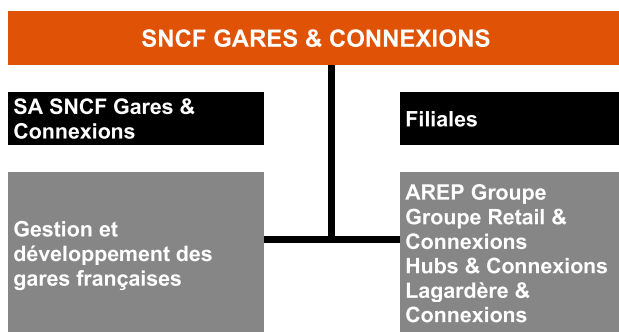 SNCF GARES & CONNEXIONS
SA SNCF Gares &
Connexions
Filiales
Gestion et
développement des
gares françaises
AREP Groupe
Groupe Retail &
Connexions
Hubs & Connexions
Lagardère &
Connexions